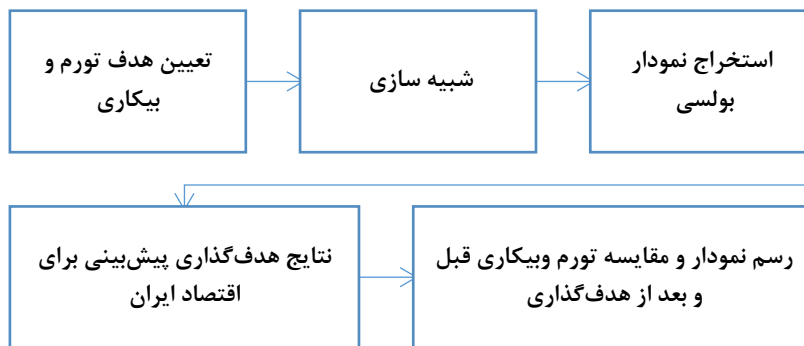 تعیین هدف تورم و
بیکاری
شبیه سازی
استخراج نمودار
بولسی
نتایج هدف‌گذاری پیش‌بینی برای
اقتصاد ایران
رسم نمودار و مقایسه تورم وبیکاری قبل
و بعد از هدف‌گذاری